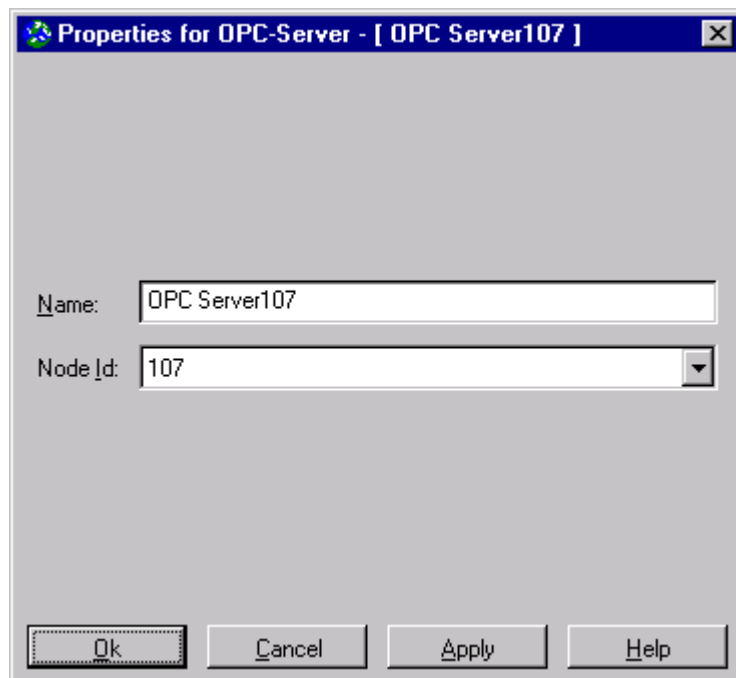 Properties for OPC-Server - [ OPC Server107 ]
Name: OPC Server107
Node Id: 107
Ok Cancel Apply Help